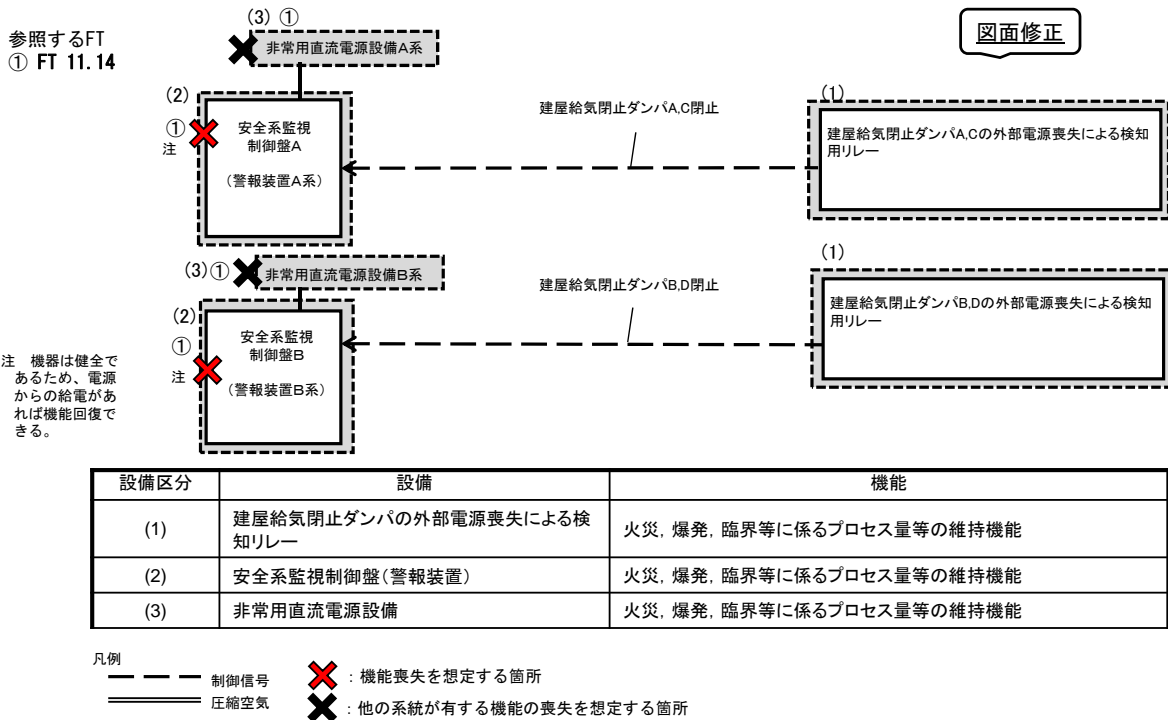 参照するFT
① FT 11.14
図面修正
(3) ①
非常用直流電源設備A系
(2)
①
注
安全系監視
制御盤A
(警報装置A系)
建屋給気閉止ダンパA,C閉止
(1)
建屋給気閉止ダンパA,Cの外部電源喪失による検知
用リレー
(3)①
非常用直流電源設備B系
(2)
①
注
安全系監視
制御盤B
(警報装置B系)
建屋給気閉止ダンパB,D閉止
(1)
建屋給気閉止ダンパB,Dの外部電源喪失による検知
用リレー
注 機器は健全で
あるため、電源
からの給電があ
れば機能回復で
きる。
設備区分 設備 機能
(1) 建屋給気閉止ダンパの外部電源喪失による検
知リレー 火災, 爆発, 臨界等に係るプロセス量等の維持機能
(2) 安全系監視制御盤(警報装置) 火災, 爆発, 臨界等に係るプロセス量等の維持機能
(3) 非常用直流電源設備 火災, 爆発, 臨界等に係るプロセス量等の維持機能
凡例
制御信号
圧縮空気
:機能喪失を想定する箇所
:他の系統が有する機能の喪失を想定する箇所